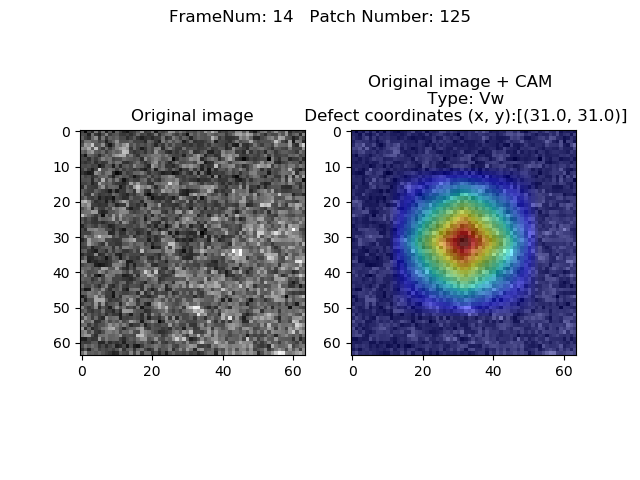 FrameNum: 14   Patch Number: 125
Original image
Original image + CAM
Type: Vw
Defect coordinates (x, y):[(31.0, 31.0)]
0
10
20
30
40
50
60
0 20 40 60
0
10
20
30
40
50
60
0 20 40 60